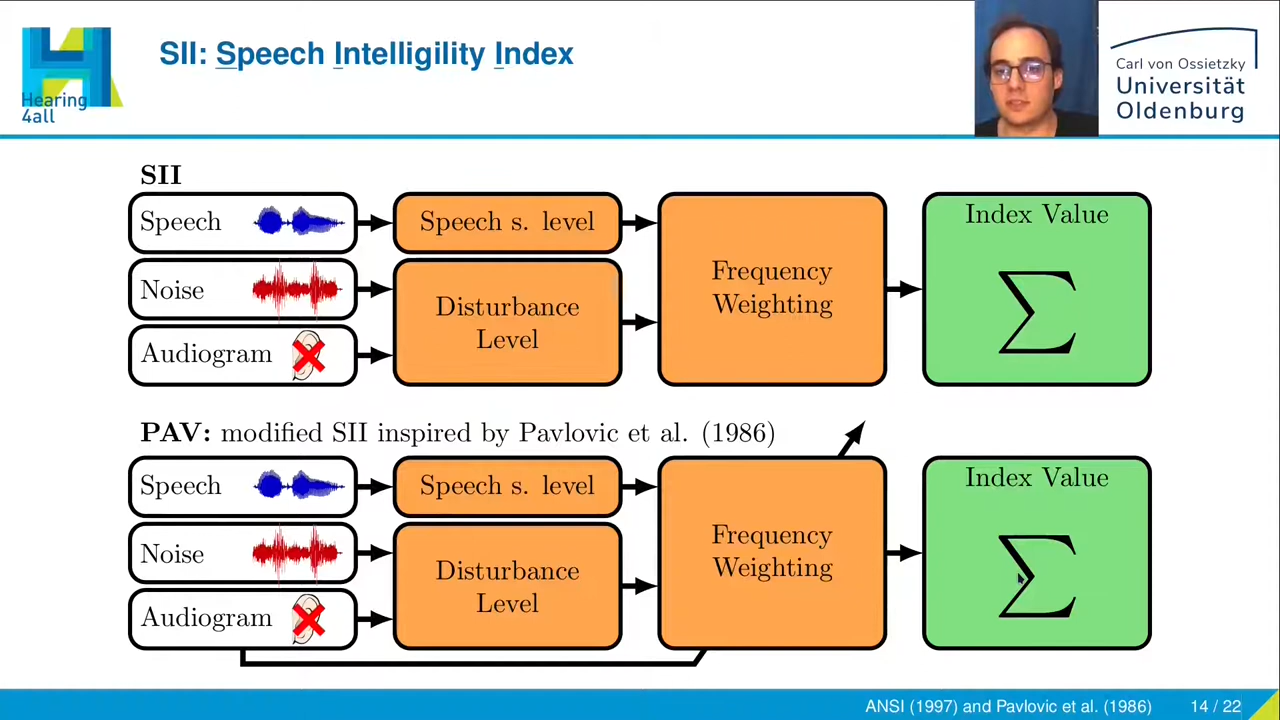 SII: Speech Intelligility Index
Hearing
4all
Carl von Ossietzky
Universität
Oldenburg
SII
Speech
Speech s. level
Noise
Audiogram
Disturbance
Level
Frequency
Weighting
Index Value
∑
PAV: modified SII inspired by Pavlovic et al. (1986)
Speech
Speech s. level
Noise
Audiogram
Disturbance
Level
Frequency
Weighting
Index Value
∑
ANSI (1997) and Pavlovic et al. (1986) 14 / 22